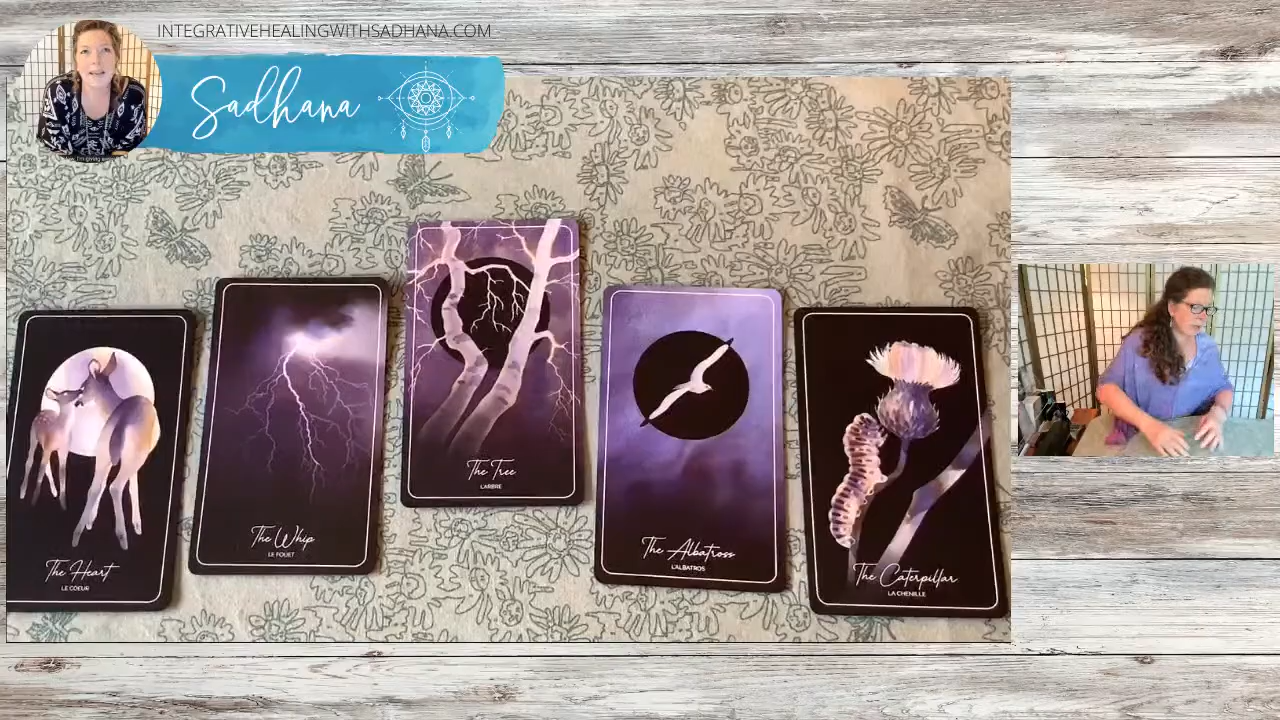 INTEGRATIVEHEALINGWITHSADHANA.COM
Sadhana
The Heart
LE COEUR
The Whip
LE FOUET
The Tree
L'ARBRE
The Albatross
L'ALBATROS
The Caterpillar
LA CHENILLE